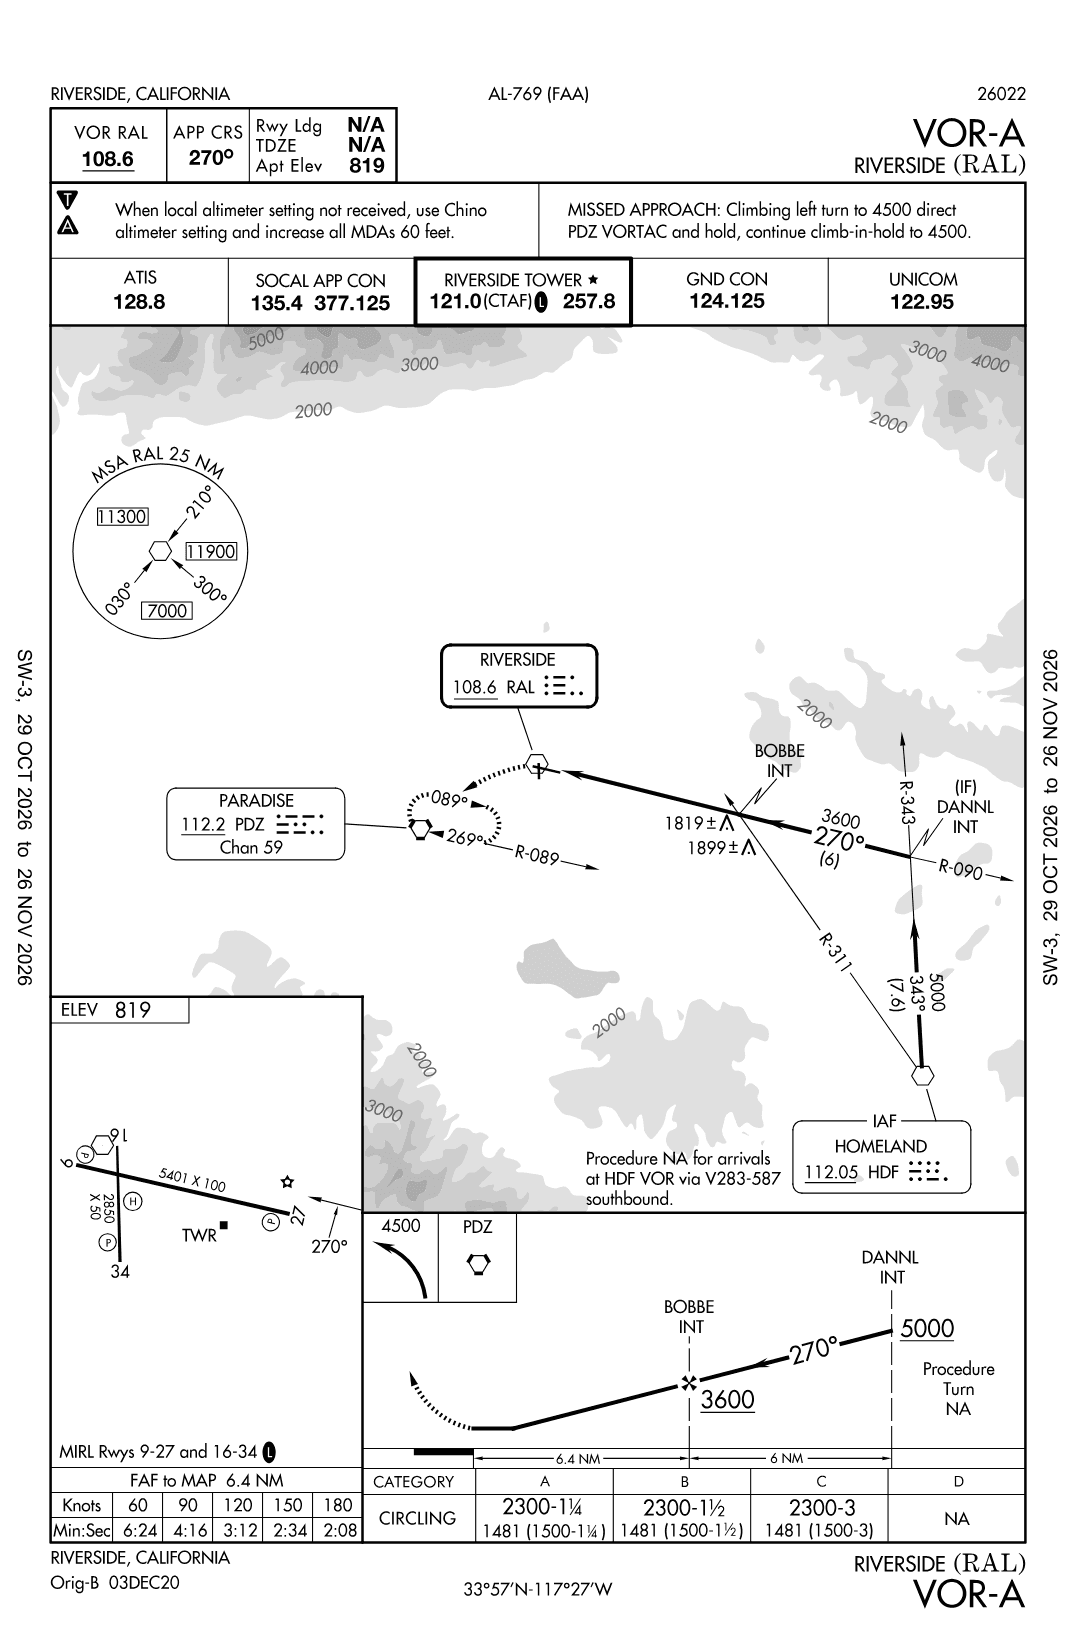 RIVERSIDE, CALIFORNIA
AL-769 (FAA)
26022
VOR RAL
108.6
APP CRS
270°
Rwy Ldg N/A
TDZE N/A
Apt Elev 819
VOR-A
RIVERSIDE (RAL)
T
A
When local altimeter setting not received, use Chino
altimeter setting and increase all MDAs 60 feet.
MISSED APPROACH: Climbing left turn to 4500 direct
PDZ VORTAC and hold, continue climb-in-hold to 4500.
ATIS
128.8
SOCAL APP CON
135.4 377.125
RIVERSIDE TOWER ★
121.0 (CTAF) L 257.8
GND CON
124.125
UNICOM
122.95
5000
4000
3000
2000
3000
4000
2000
MSA RAL 25 NM
210°
11300
11900
030°
300°
7000
SW-3, 29 OCT 2026 to 26 NOV 2026
SW-3, 29 OCT 2026 to 26 NOV 2026
RIVERSIDE
108.6 RAL
2000
BOBBE
INT
(IF)
DANNL
INT
R-343
PARADISE
112.2 PDZ
Chan 59
089°
269°
R-089
1819±
1899±
3600
270°
(6)
R-090
R-311
5000
343°
(7.6)
2000
2000
3000
IAF
HOMELAND
112.05 HDF
Procedure NA for arrivals
at HDF VOR via V283-587
southbound.
ELEV 819
16
P
9
5401 X 100
H
2850
X 50
P
TWR
P
27
270°
34
MIRL Rwys 9-27 and 16-34 L
FAF to MAP 6.4 NM
Knots 60 90 120 150 180
Min:Sec 6:24 4:16 3:12 2:34 2:08
4500
PDZ
DANNL
INT
BOBBE
INT
5000
270°
3600
Procedure
Turn
NA
6.4 NM
6 NM
CATEGORY A B C D
CIRCLING
2300-1¼
1481 (1500-1¼)
2300-1½
1481 (1500-1½)
2300-3
1481 (1500-3)
NA
RIVERSIDE, CALIFORNIA
Orig-B 03DEC20
33°57'N-117°27'W
RIVERSIDE (RAL)
VOR-A